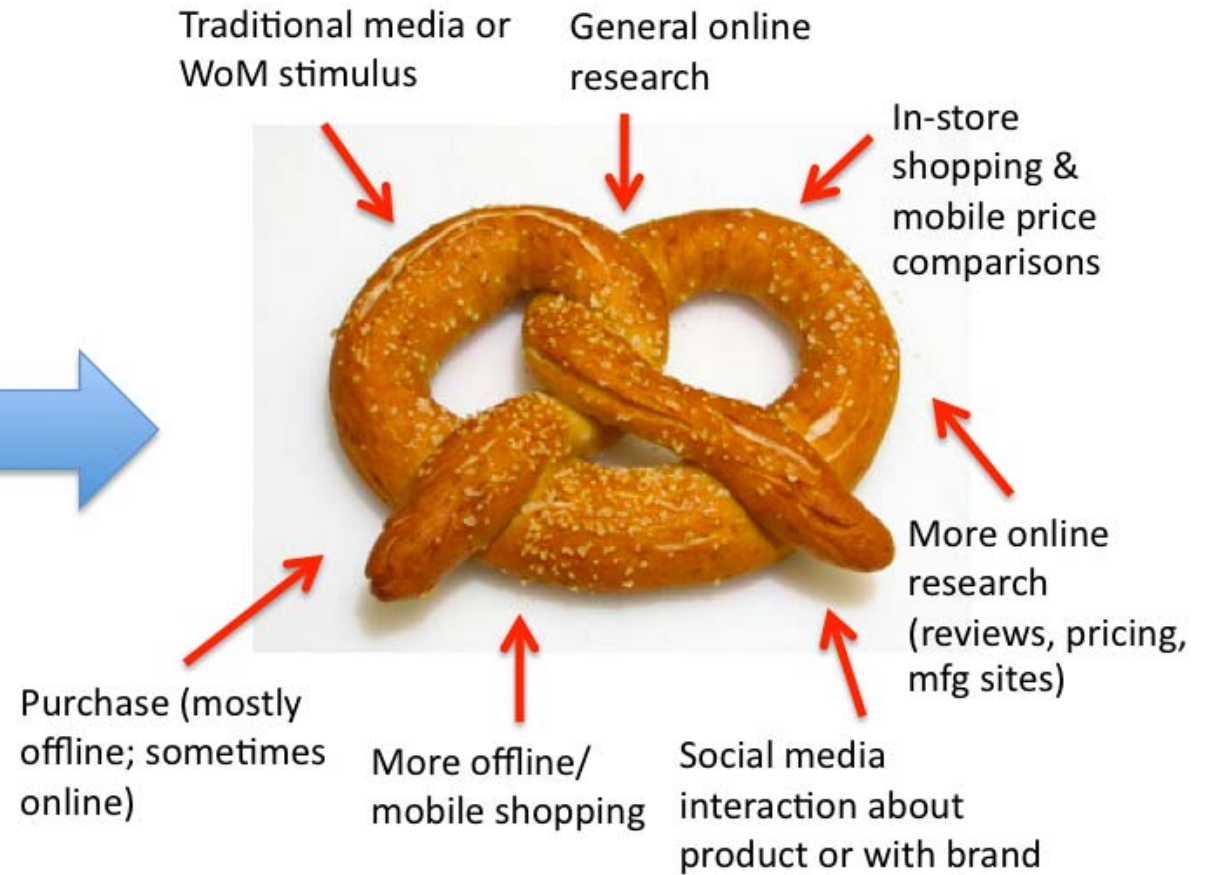 Traditional media or
WoM stimulus
General online
research
In-store
shopping &
mobile price
comparisons
More online
research
(reviews, pricing,
mfg sites)
Social media
interaction about
product or with brand
More offline/
mobile shopping
Purchase (mostly
offline; sometimes
online)